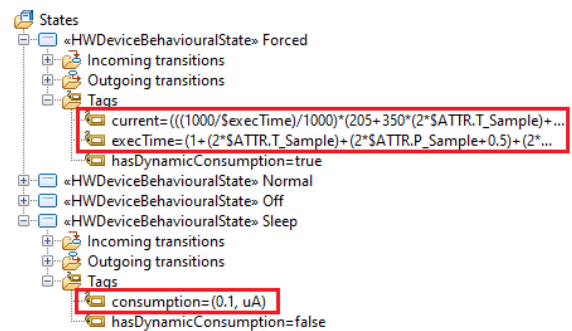 States
«HWDeviceBehaviouralState» Forced
Incoming transitions
Outgoing transitions
Tags
current=(((1000/$execTime)/1000)*(205+350*(2*$ATTR.T_Sample)+...
execTime=(1+(2*$ATTR.T_Sample)+(2*$ATTR.P_Sample+0.5)+(2*...
hasDynamicConsumption=true
«HWDeviceBehaviouralState» Normal
«HWDeviceBehaviouralState» Off
«HWDeviceBehaviouralState» Sleep
Incoming transitions
Outgoing transitions
Tags
consumption=(0.1, uA)
hasDynamicConsumption=false